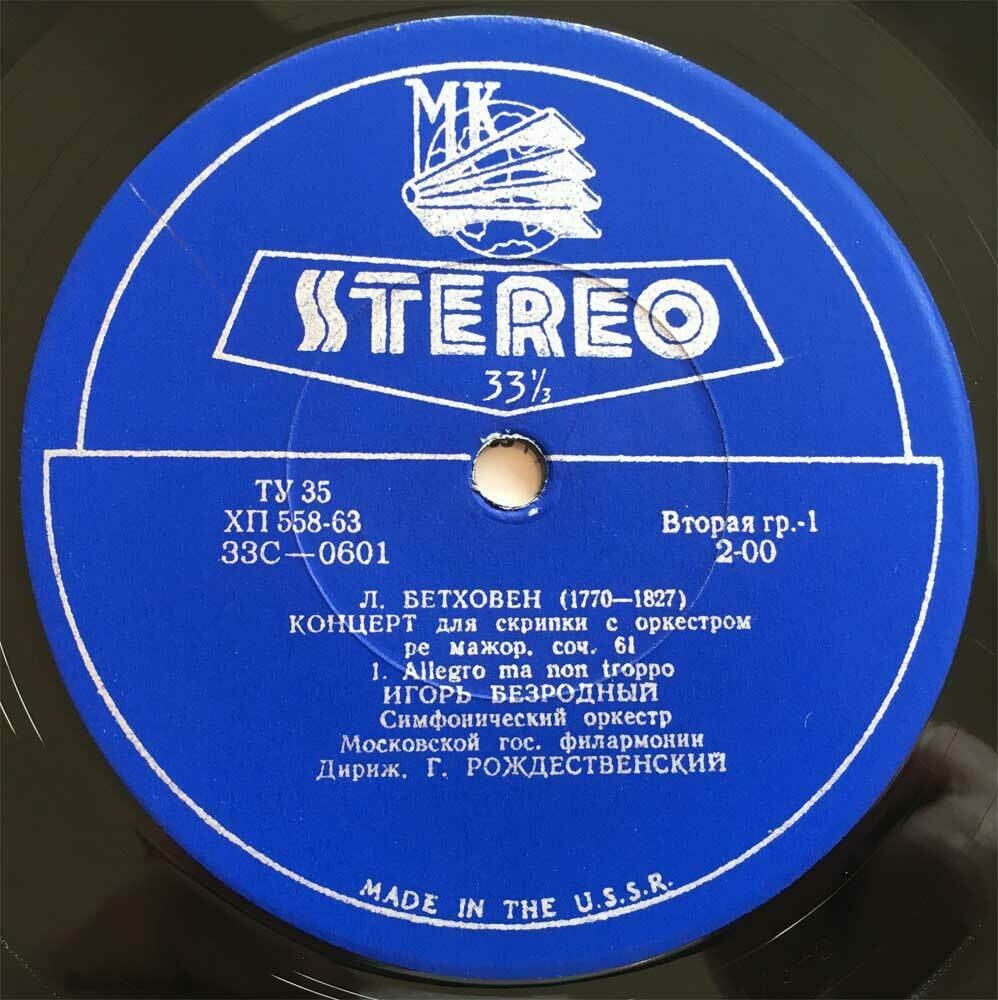 МК
STEREO
33⅓
ТУ 35
ХП 558-63
33С—0601
Вторая гр.-1
2-00
Л. БЕТХОВЕН (1770—1827)
КОНЦЕРТ для скрипки с оркестром
ре мажор, соч. 61
1. Allegro ma non troppo
ИГОРЬ БЕЗРОДНЫЙ
Симфонический оркестр
Московской гос. филармонии
Дириж. Г. РОЖДЕСТВЕНСКИЙ
MADE IN THE U.S.S.R.